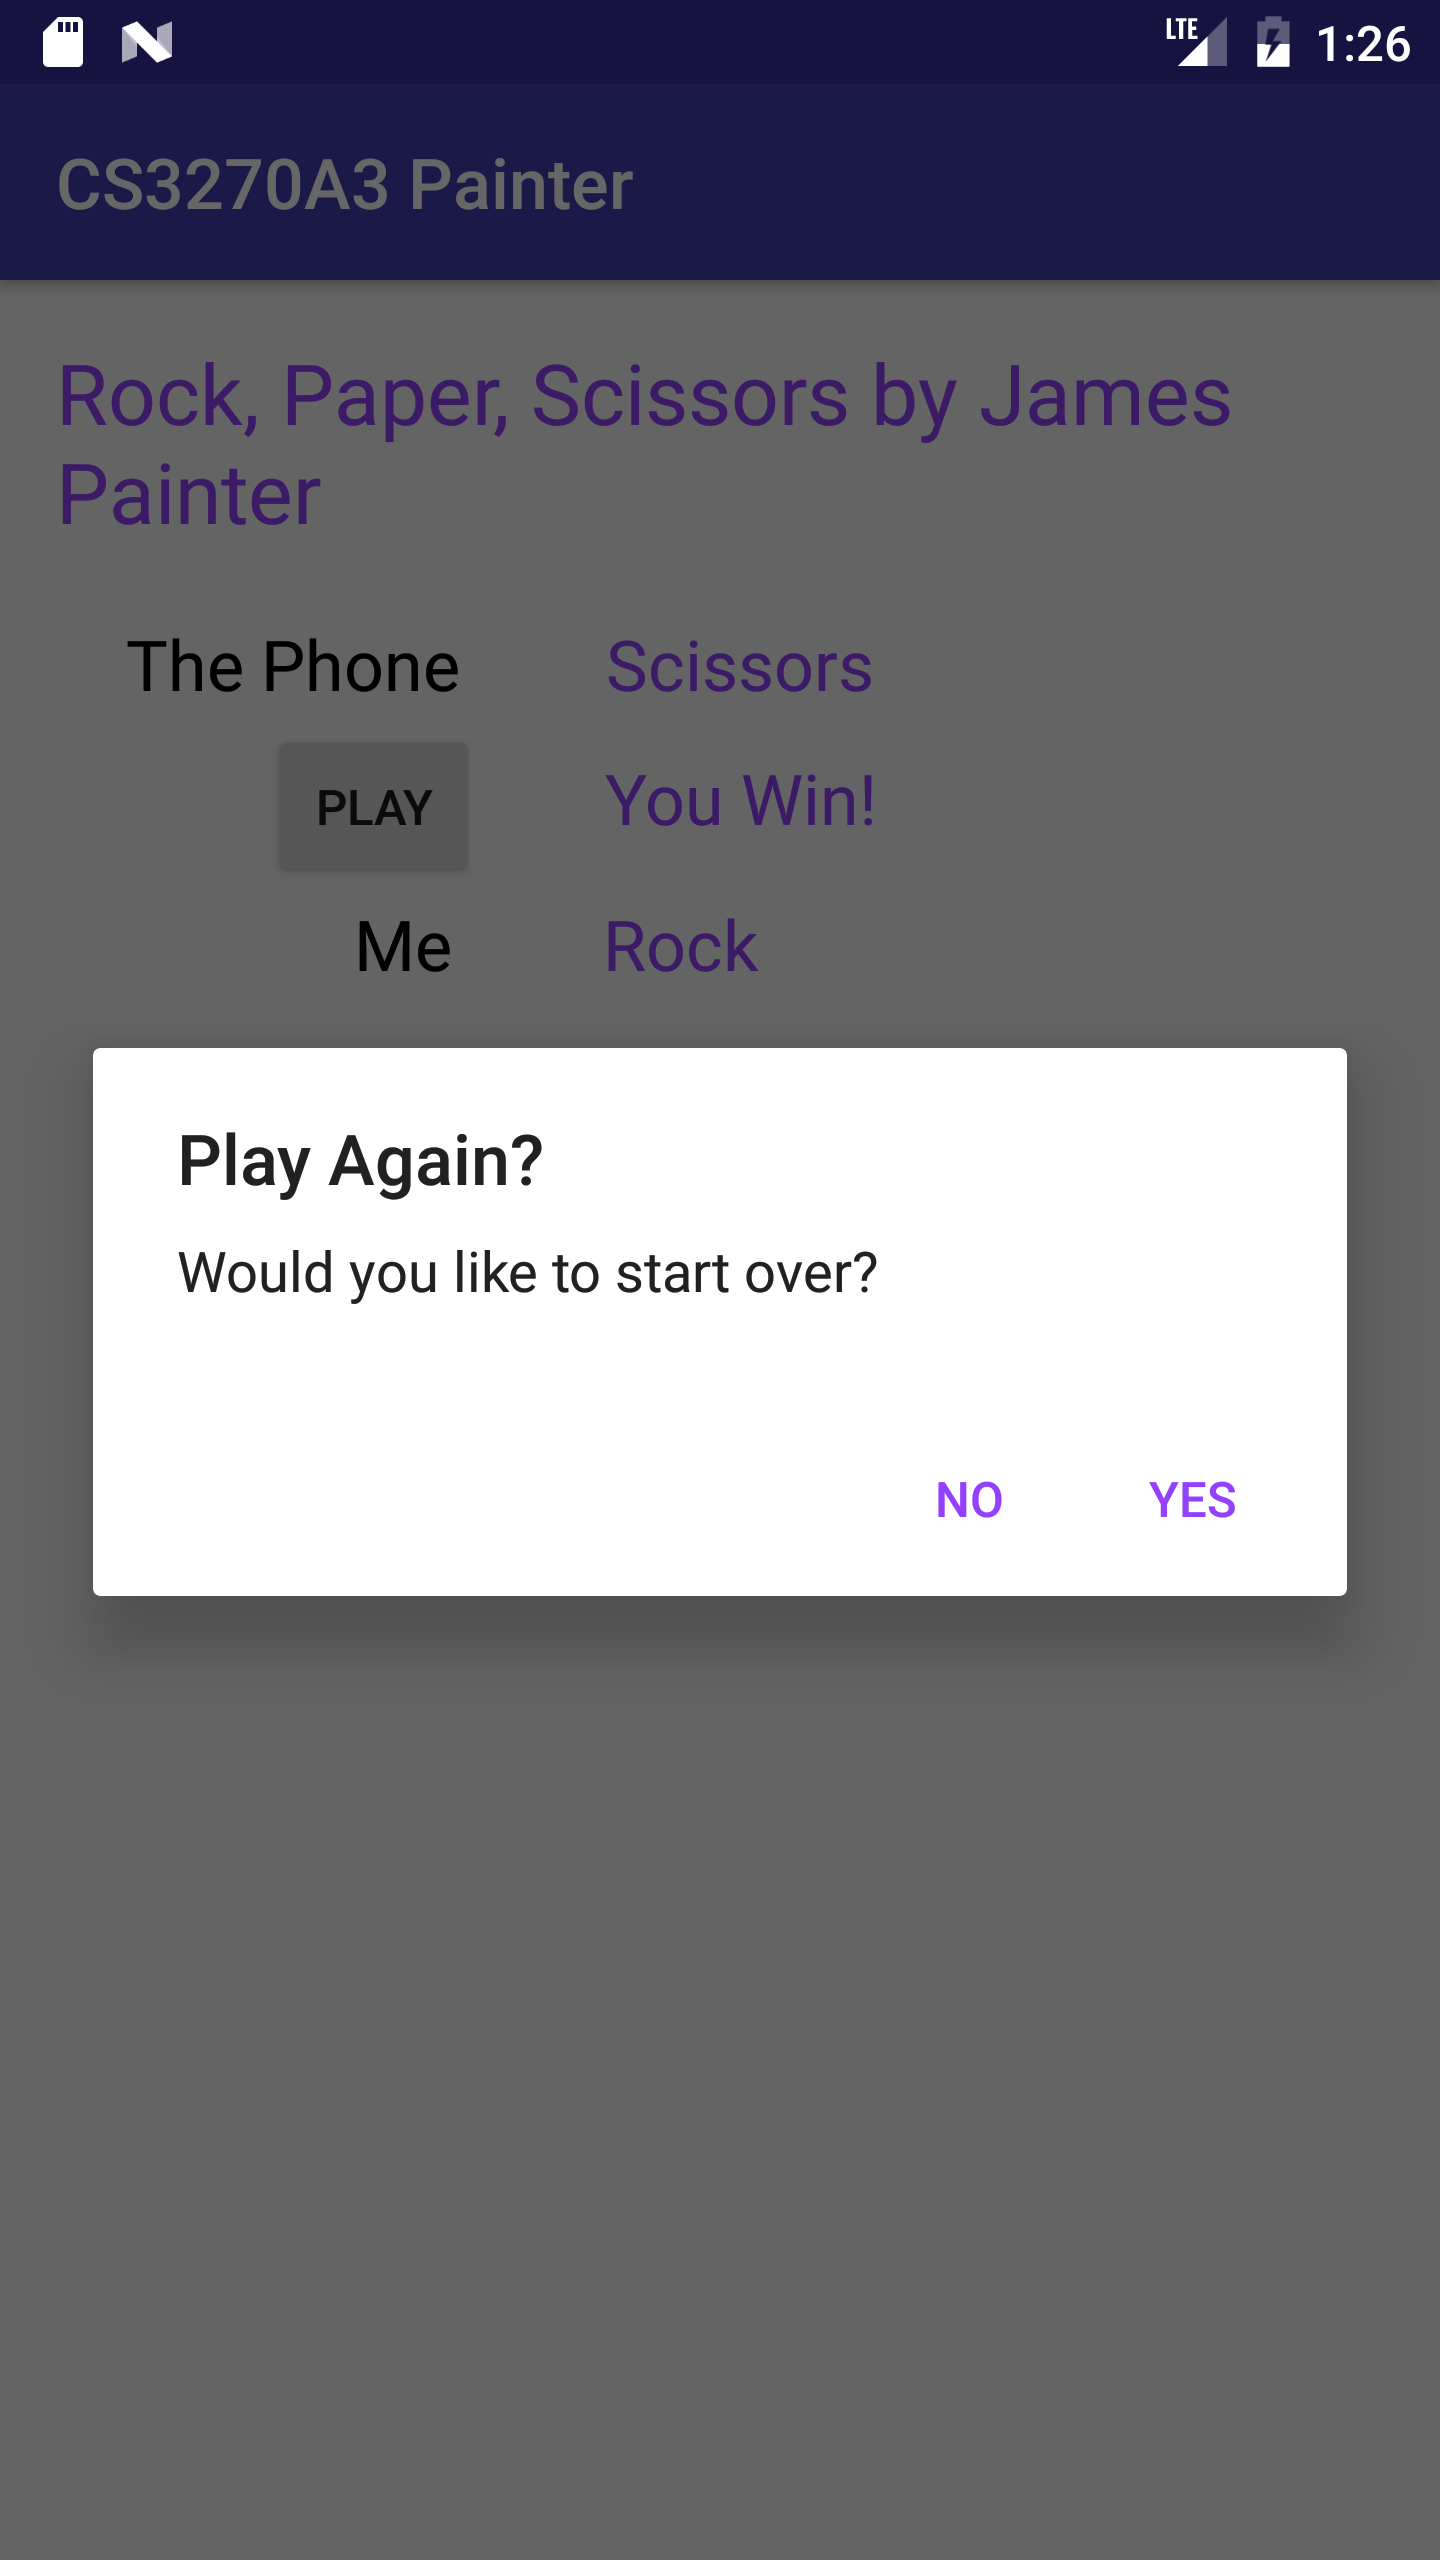 LTE 1:26
CS3270A3 Painter
Rock, Paper, Scissors by James
Painter
The Phone Scissors
PLAY You Win!
Me Rock
Play Again?
Would you like to start over?
NO YES